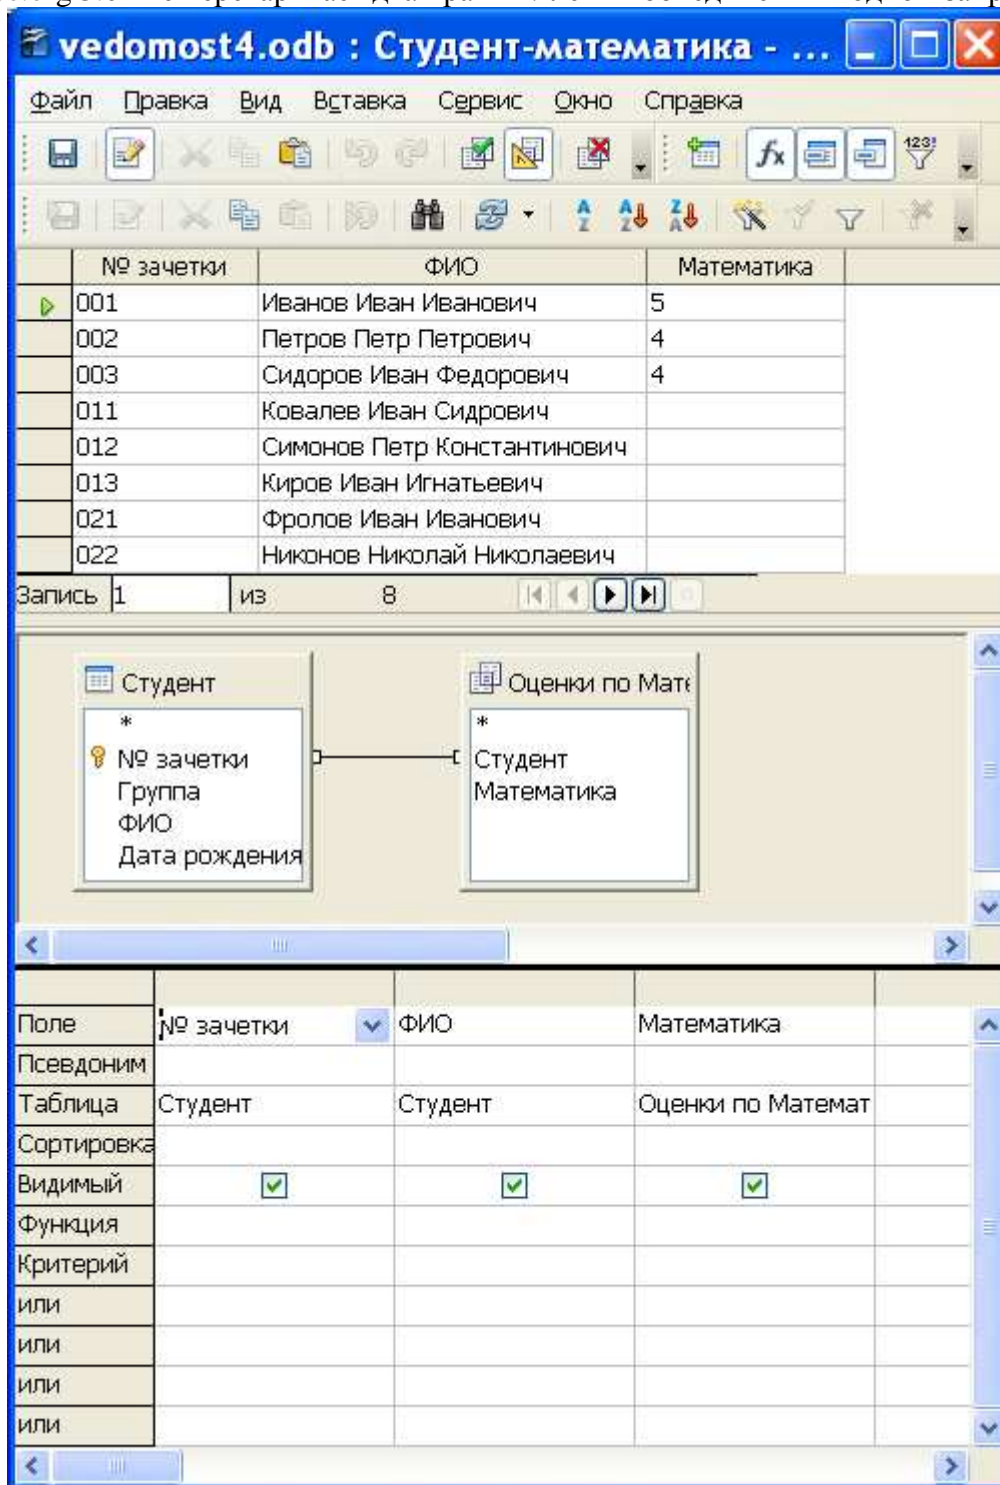 vedomost4.odb : Студент-математика - ...
Файл Правка Вид Вставка Сервис Окно Справка
№ зачетки ФИО Математика
001 Иванов Иван Иванович 5
002 Петров Петр Петрович 4
003 Сидоров Иван Федорович 4
011 Ковалев Иван Сидрович
012 Симонов Петр Константинович
013 Киров Иван Игнатьевич
021 Фролов Иван Иванович
022 Никонов Николай Николаевич
Запись 1 из 8
Студент Оценки по Мате
* *
№ зачетки Студент
Группа Математика
ФИО
Дата рождения
Поле № зачетки ФИО Математика
Псевдоним
Таблица Студент Студент Оценки по Математ
Сортировка
Видимый
Функция
Критерий
или
или
или
или